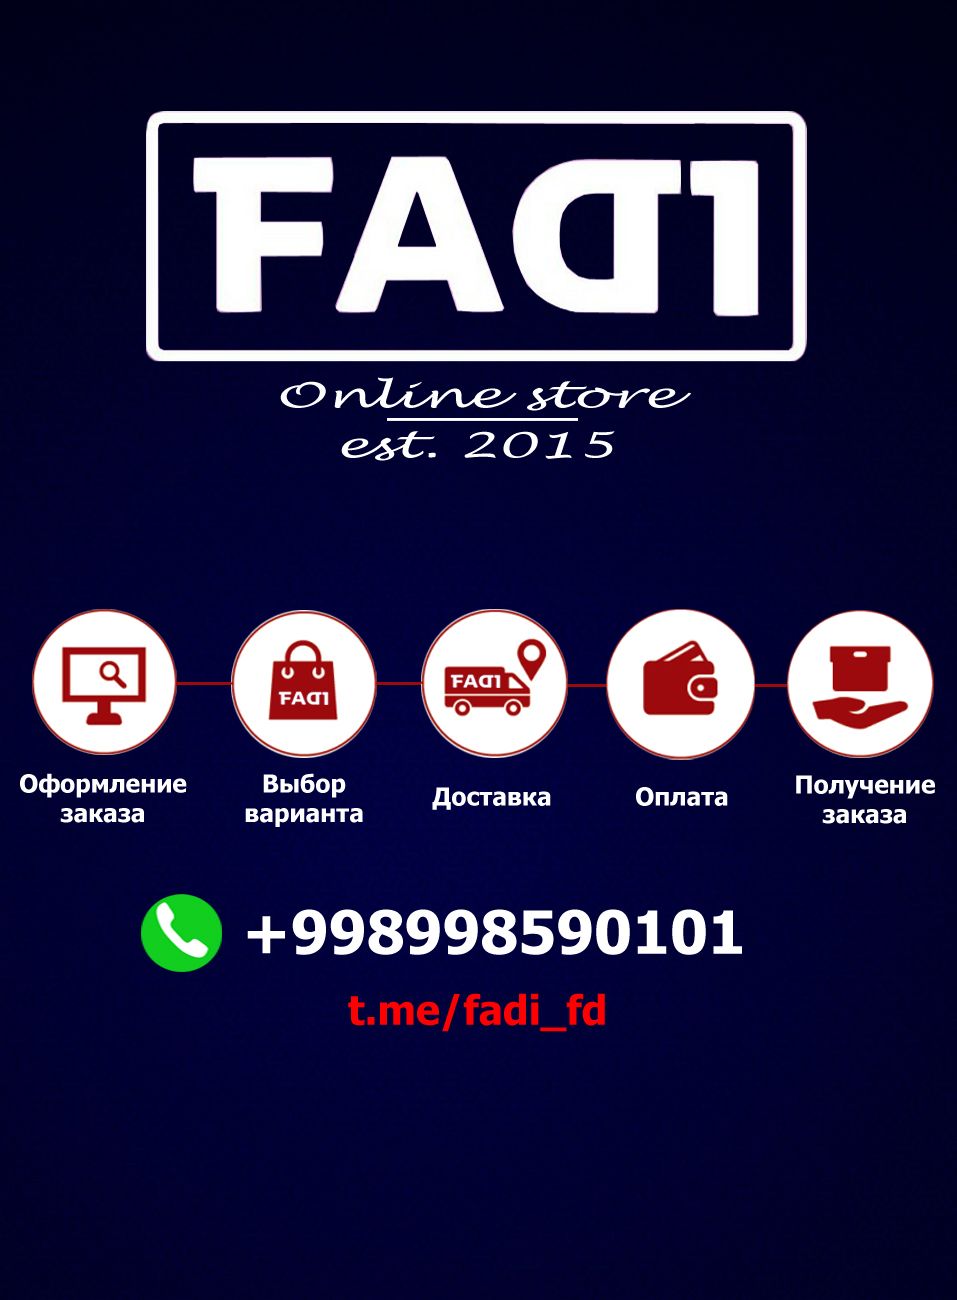 FADI
Online store
est. 2015
FADI
FADI
Оформление
заказа
Выбор
варианта
Доставка
Оплата
Получение
заказа
+998998590101
t.me/fadi_fd